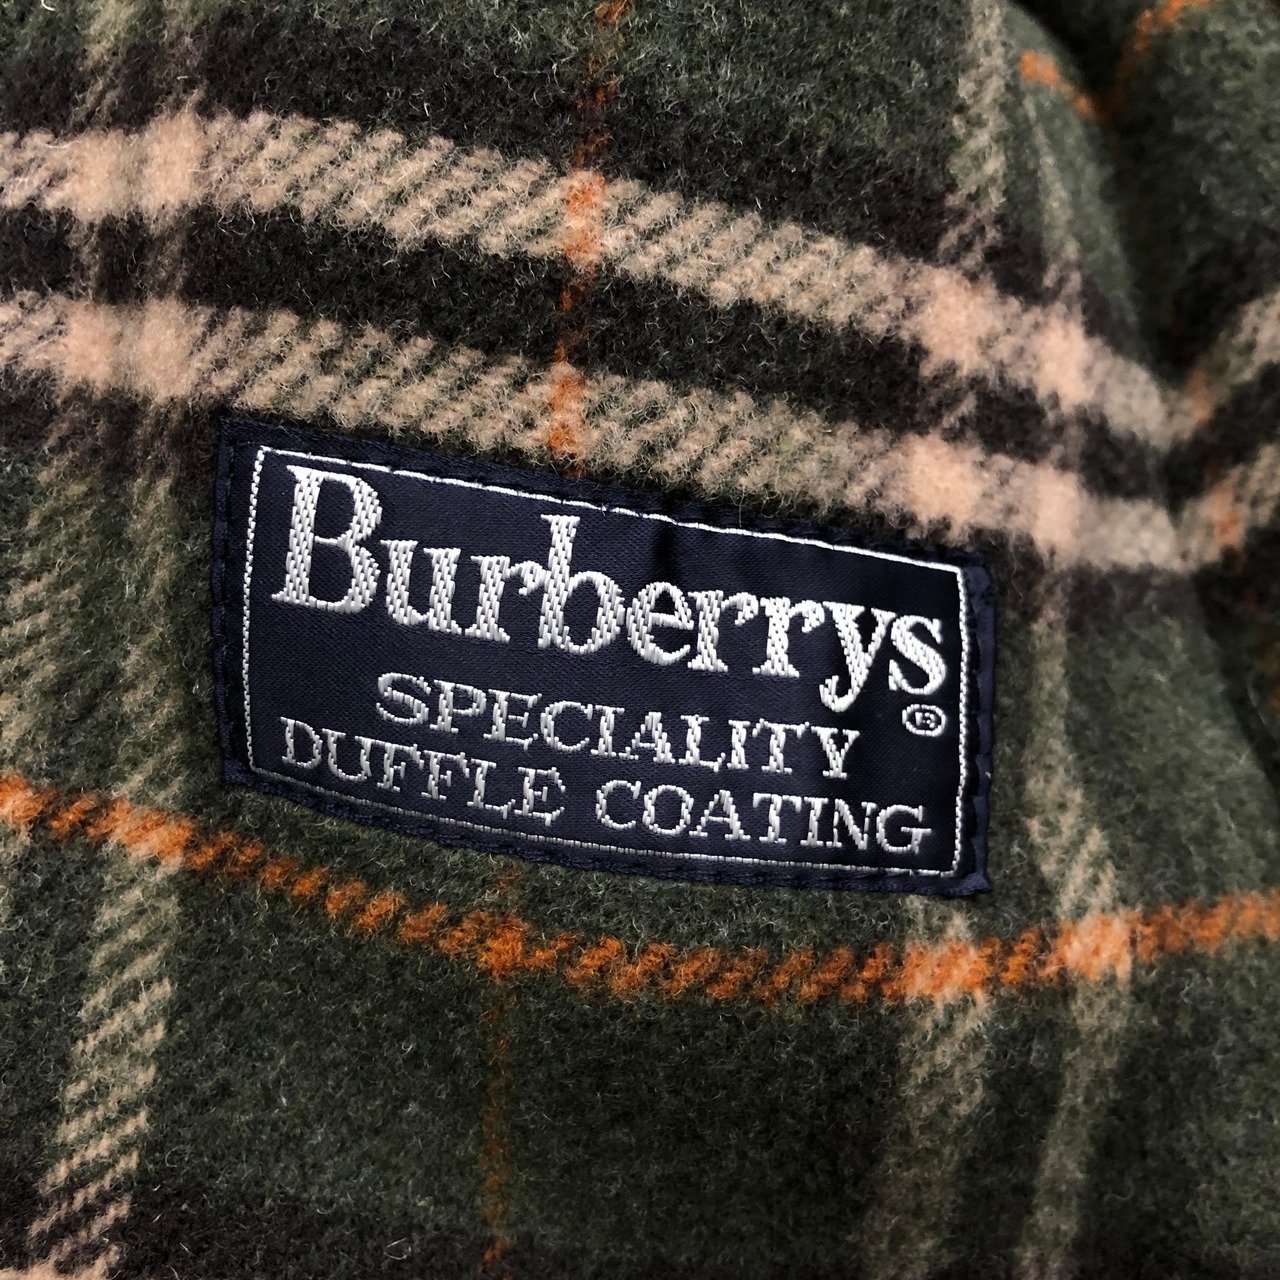 Burberrys®
SPECIALITY
DUFFLE COATING